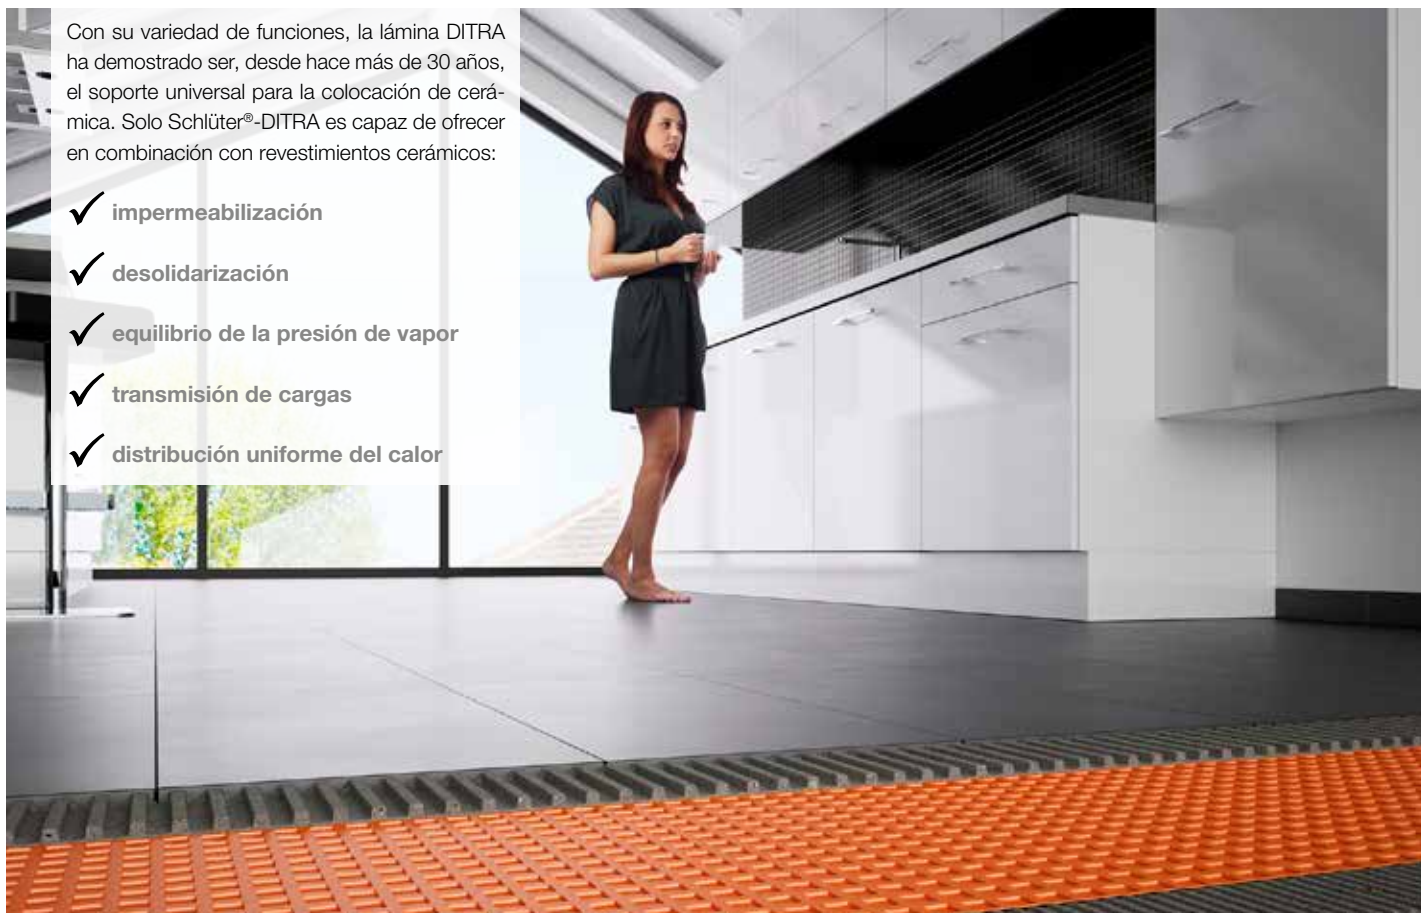 Con su variedad de funciones, la lámina DITRA
ha demostrado ser, desde hace más de 30 años,
el soporte universal para la colocación de cerá-
mica. Solo Schlüter®-DITRA es capaz de ofrecer
en combinación con revestimientos cerámicos:
✓ impermeabilización
✓ desolidarización
✓ equilibrio de la presión de vapor
✓ transmisión de cargas
✓ distribución uniforme del calor